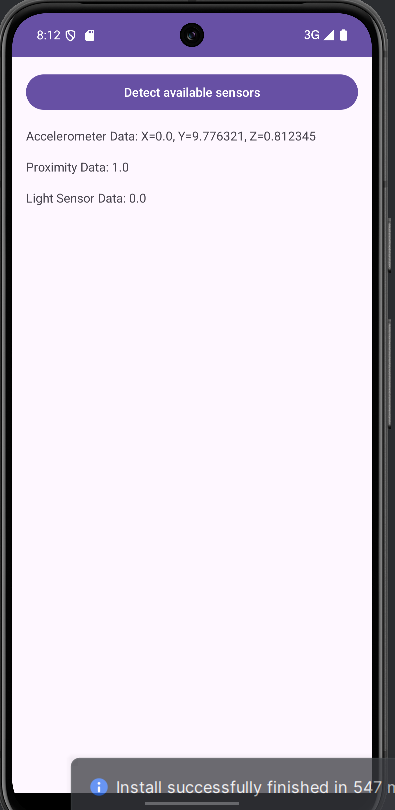 8:12
3G
Detect available sensors
Accelerometer Data: X=0.0, Y=9.776321, Z=0.812345
Proximity Data: 1.0
Light Sensor Data: 0.0
Install successfully finished in 547 m